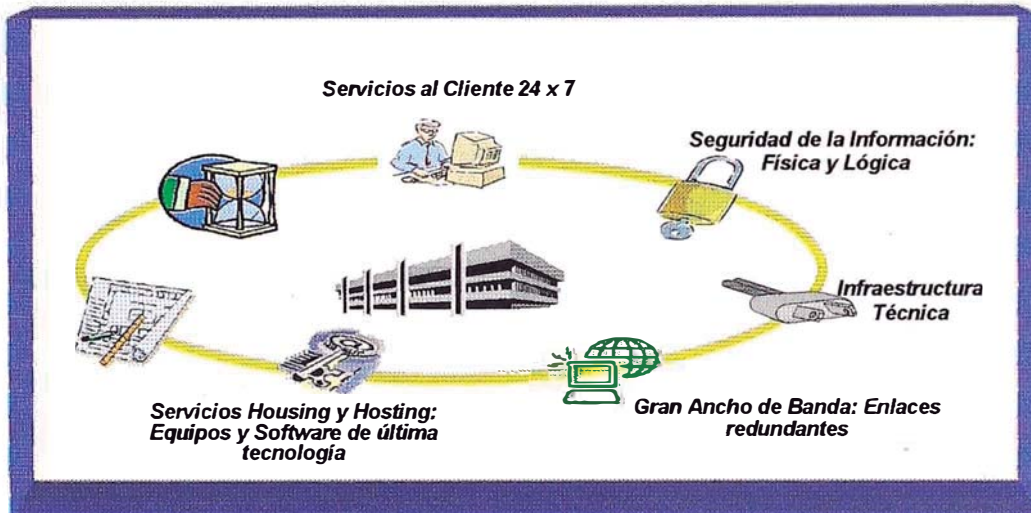 Servicios al Cliente 24 x 7
Seguridad de la Información:
Física y Lógica
Infraestructura
Técnica
Gran Ancho de Banda: Enlaces
redundantes
Servicios Housing y Hosting:
Equipos y Software de última
tecnología